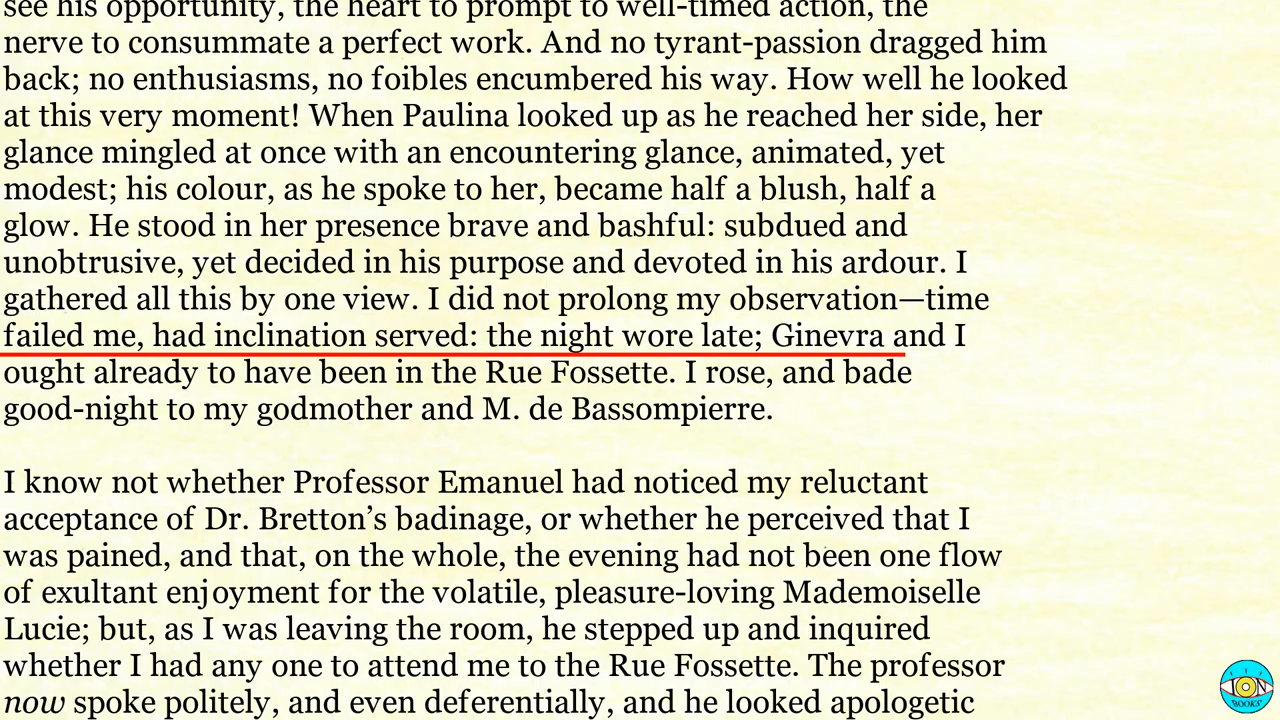 see his opportunity, the heart to prompt to well-timed action, the
nerve to consummate a perfect work. And no tyrant-passion dragged him
back; no enthusiasms, no foibles encumbered his way. How well he looked
at this very moment! When Paulina looked up as he reached her side, her
glance mingled at once with an encountering glance, animated, yet
modest; his colour, as he spoke to her, became half a blush, half a
glow. He stood in her presence brave and bashful: subdued and
unobtrusive, yet decided in his purpose and devoted in his ardour. I
gathered all this by one view. I did not prolong my observation—time
failed me, had inclination served: the night wore late; Ginevra and I
ought already to have been in the Rue Fossette. I rose, and bade
good-night to my godmother and M. de Bassompierre.
I know not whether Professor Emanuel had noticed my reluctant
acceptance of Dr. Bretton’s badinage, or whether he perceived that I
was pained, and that, on the whole, the evening had not been one flow
of exultant enjoyment for the volatile, pleasure-loving Mademoiselle
Lucie; but, as I was leaving the room, he stepped up and inquired
whether I had any one to attend me to the Rue Fossette. The professor
now spoke politely, and even deferentially, and he looked apologetic
ION
BOOKS